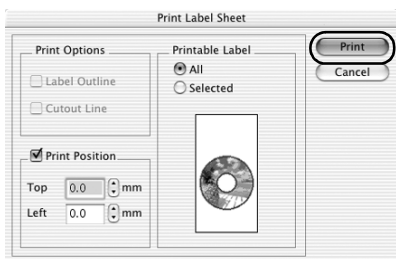 Print Label Sheet
Print Options
Label Outline
Cutout Line
Print Position
Top 0.0 mm
Left 0.0 mm
Printable Label
All
Selected
Print
Cancel